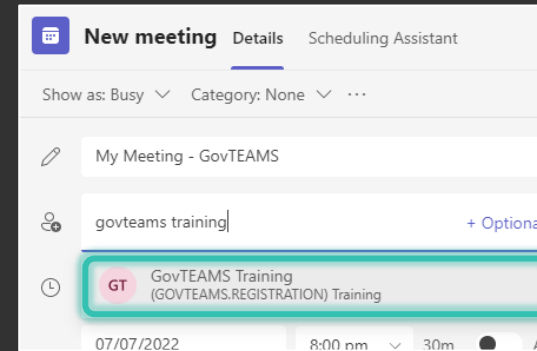 New meeting Details Scheduling Assistant
Show as: Busy Category: None ...
My Meeting - GovTEAMS
govteams training + Optiona
GT GovTEAMS Training
(GOVTEAMS.REGISTRATION) Training
07/07/2022 8:00 pm 30m